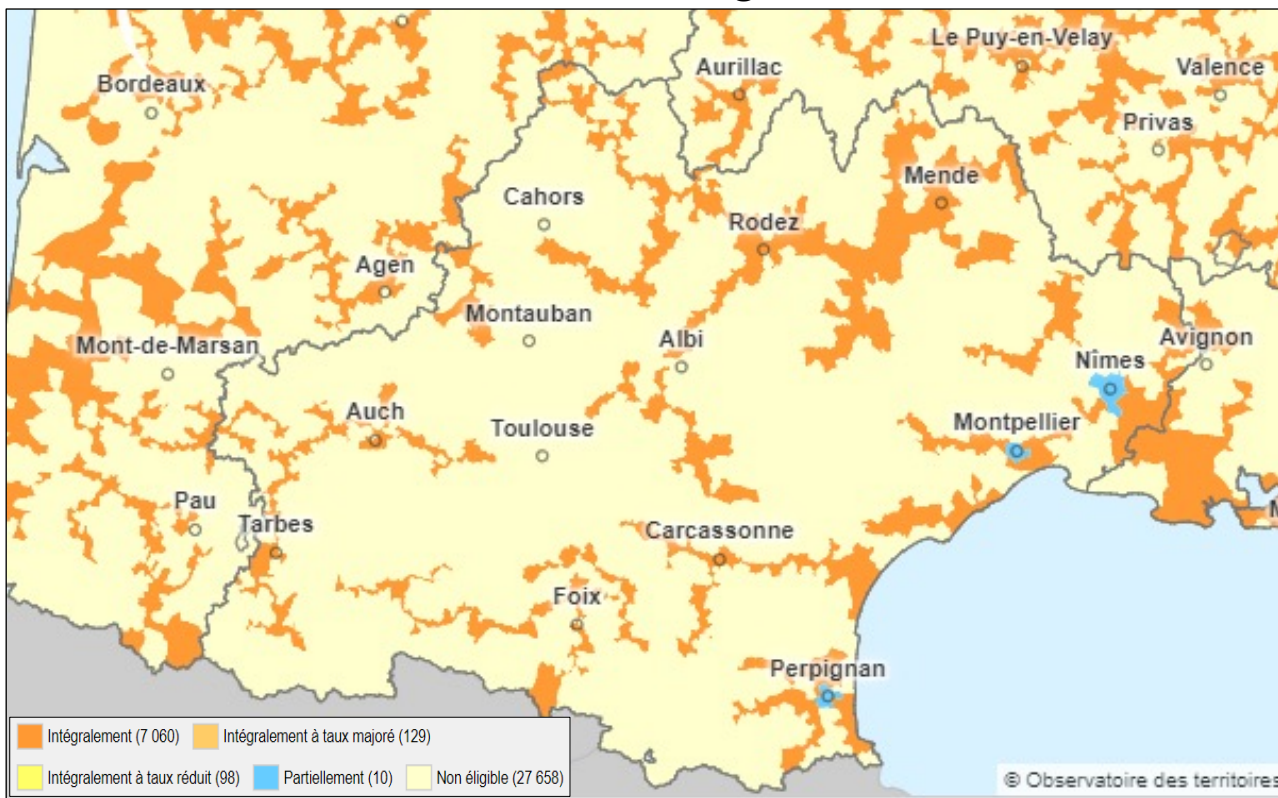 Le Puy-en-Velay
Aurillac
Valence
Bordeaux
Privas
Mende
Cahors
Rodez
Agen
Montauban
Albi
Avignon
Mont-de-Marsan
Nîmes
Auch
Toulouse
Montpellier
Pau
Tarbes
Carcassonne
M
Foix
Perpignan
Intégralement (7 060) Intégralement à taux majoré (129)
Intégralement à taux réduit (98) Partiellement (10) Non éligible (27 658)
© Observatoire des territoires